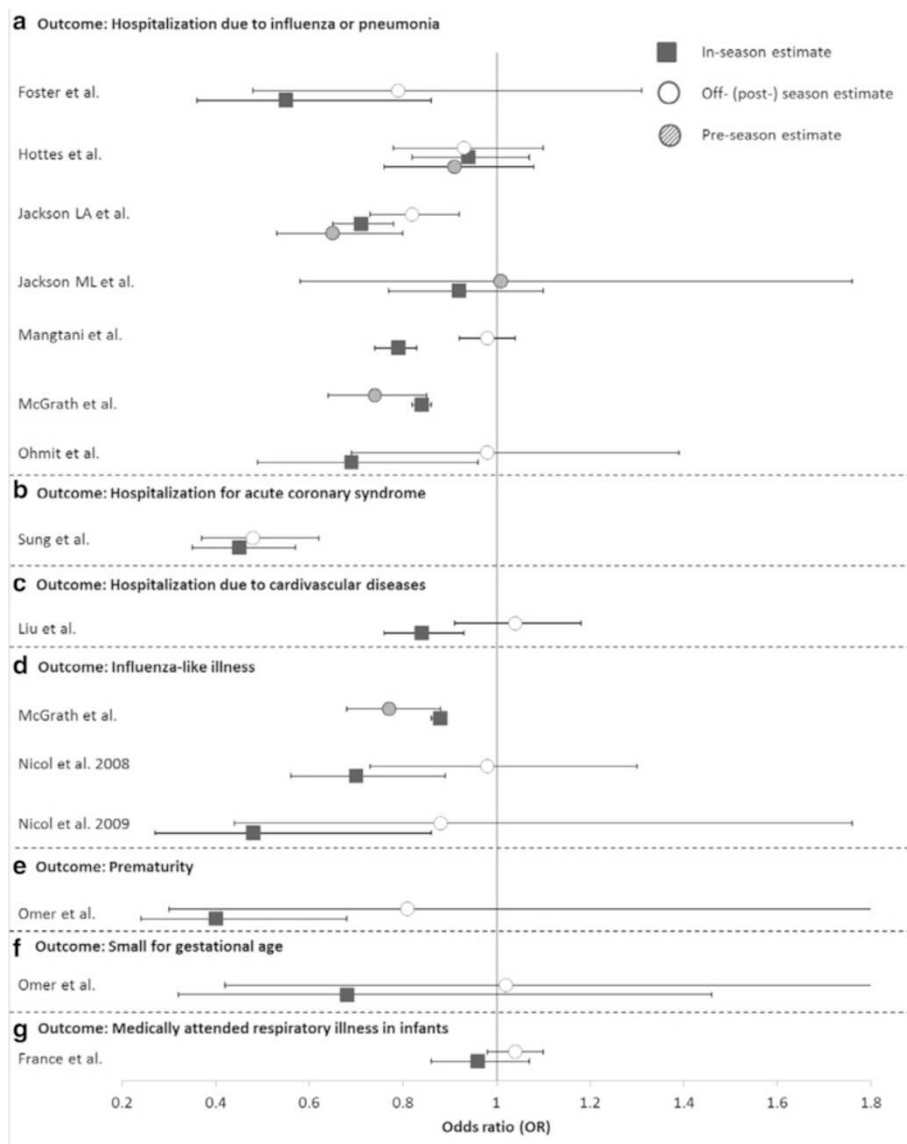 a Outcome: Hospitalization due to influenza or pneumonia
In-season estimate
Off- (post-) season estimate
Pre-season estimate
Foster et al.
Hottes et al.
Jackson LA et al.
Jackson ML et al.
Mangtani et al.
McGrath et al.
Ohmit et al.
b Outcome: Hospitalization for acute coronary syndrome
Sung et al.
c Outcome: Hospitalization due to cardivascular diseases
Liu et al.
d Outcome: Influenza-like illness
McGrath et al.
Nicol et al. 2008
Nicol et al. 2009
e Outcome: Prematurity
Omer et al.
f Outcome: Small for gestational age
Omer et al.
g Outcome: Medically attended respiratory illness in infants
France et al.
0.2 0.4 0.6 0.8 1 1.2 1.4 1.6 1.8
Odds ratio (OR)